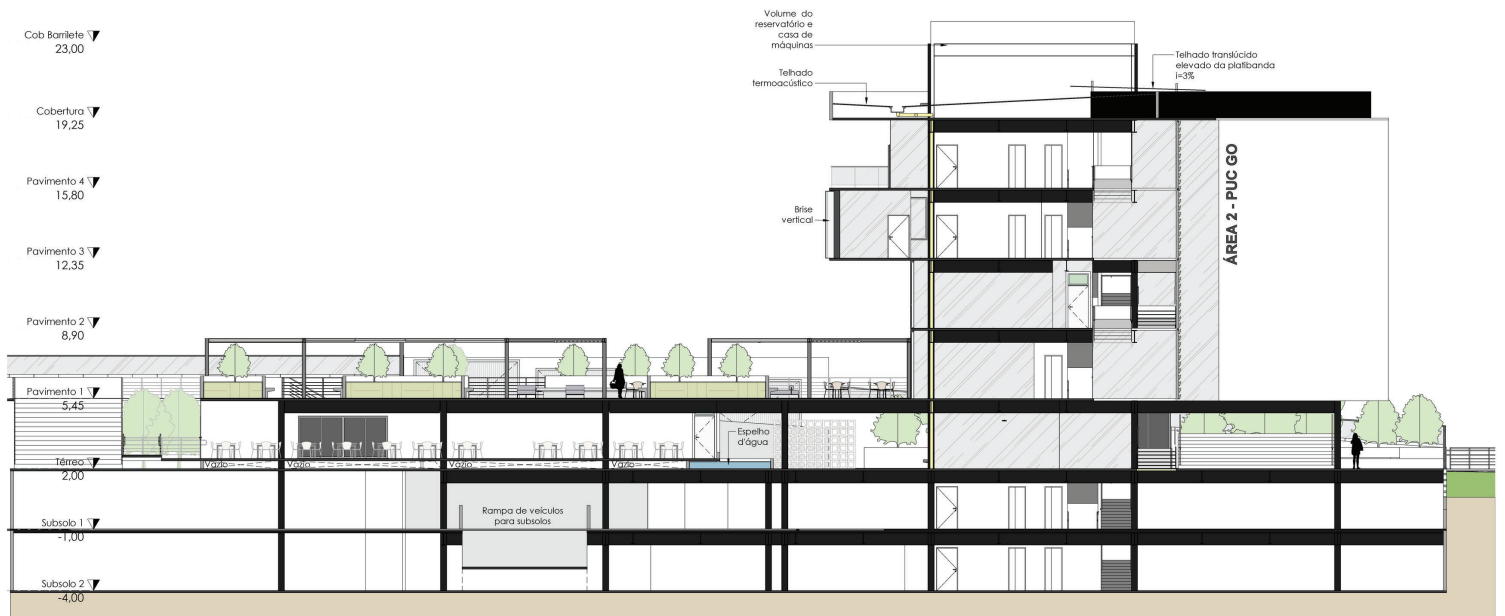 Cob Barrilete
23,00
Cobertura
19,25
Pavimento 4
15,80
Pavimento 3
12,35
Pavimento 2
8,90
Pavimento 1
5,45
Térreo
2,00
Subsolo 1
-1,00
Subsolo 2
-4,00
Volume do
reservatório e
casa de
máquinas
Telhado
termoacústico
Telhado translúcido
elevado da platibanda
i=3%
Brise
vertical
ÁREA 2 - PUC GO
Espelho
d'água
Vazio
Vazio
Vazio
Vazio
Rampa de veículos
para subsolos